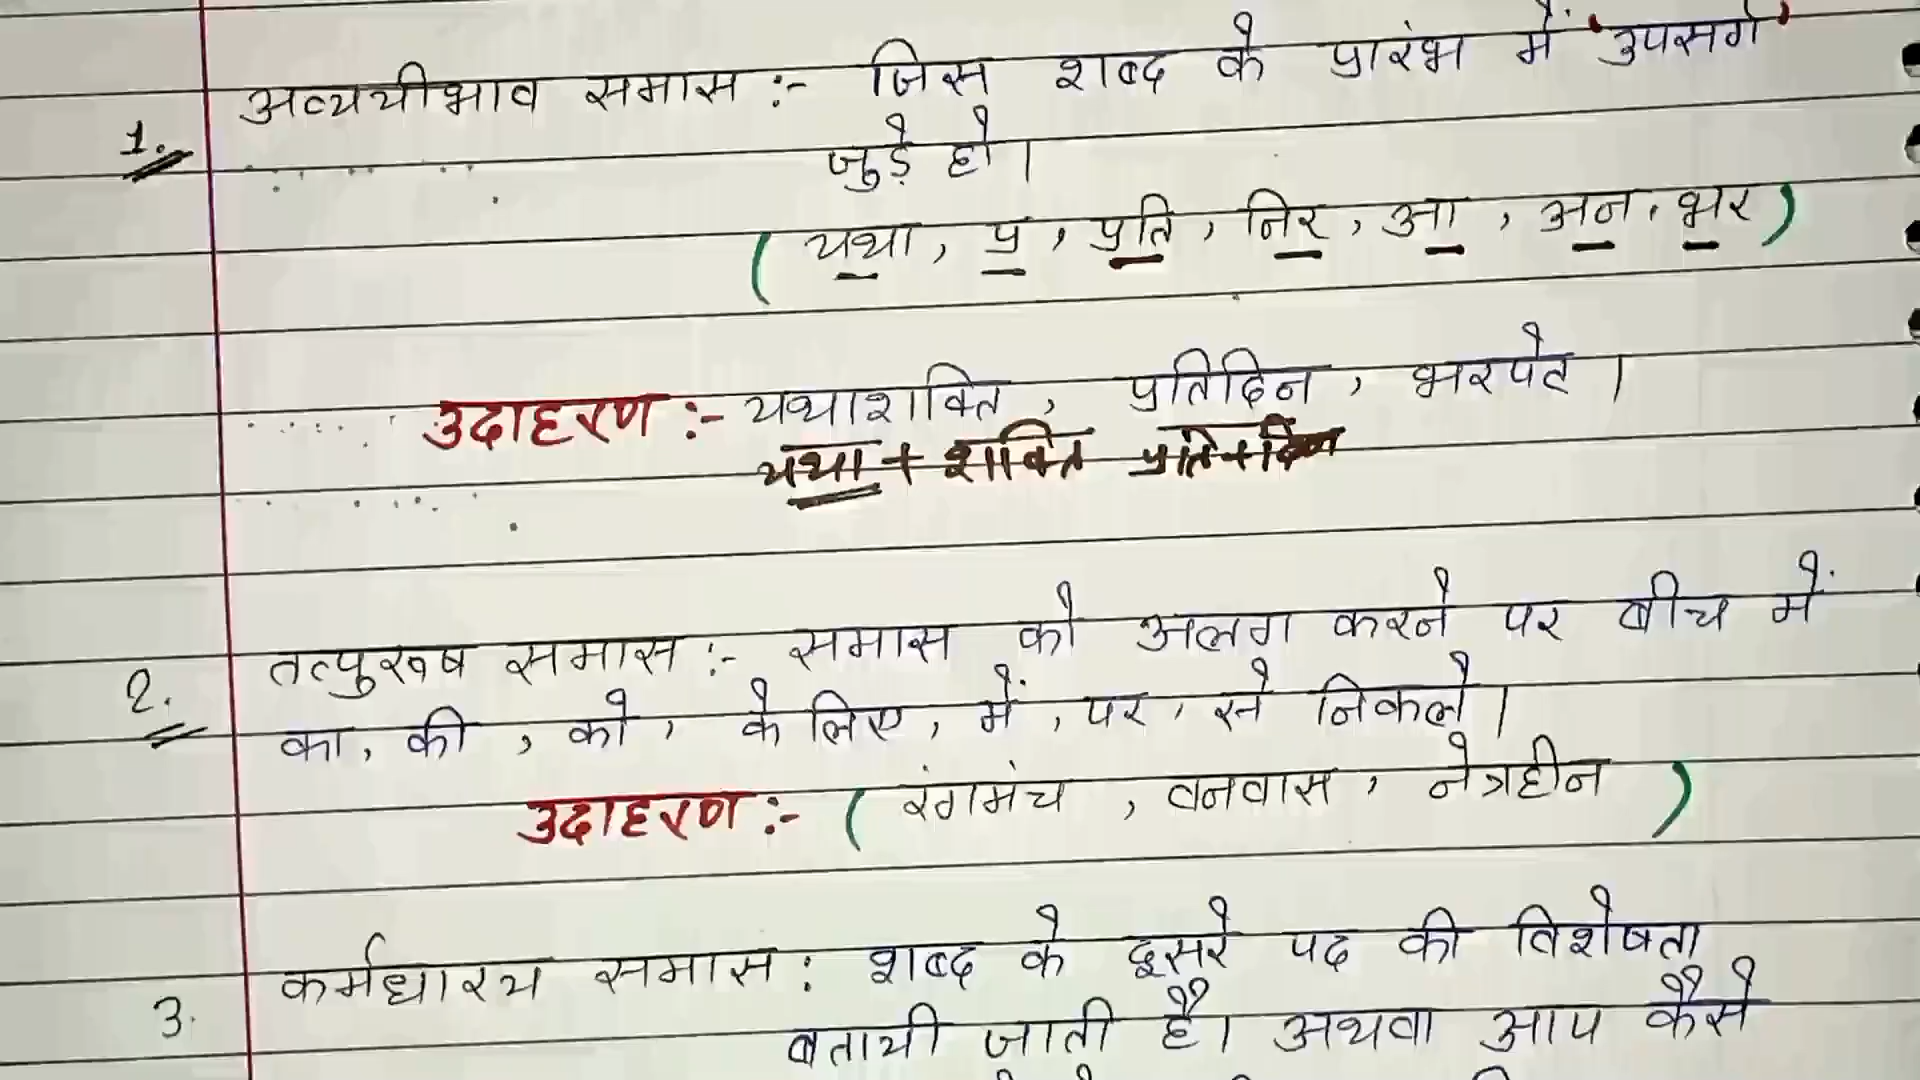 1. अव्ययीभाव समास :- जिस शब्द के प्रारंभ में 'उपसर्ग'
जुड़े हो।
( यथा, प्र, प्रति, निर, आ, अन, भर )
उदाहरण :- यथाशक्ति, प्रतिदिन, भरपेट ।
यथा + शक्ति प्रति+दिन
2. तत्पुरुष समास :- समास को अलग करने पर बीच में
का, की, को, के लिए, में, पर, से निकले।
उदाहरण :- ( रंगमंच, वनवास, नेत्रहीन )
3. कर्मधारय समास : शब्द के दूसरे पद की विशेषता
बतायी जाती है। अथवा आप कैसे